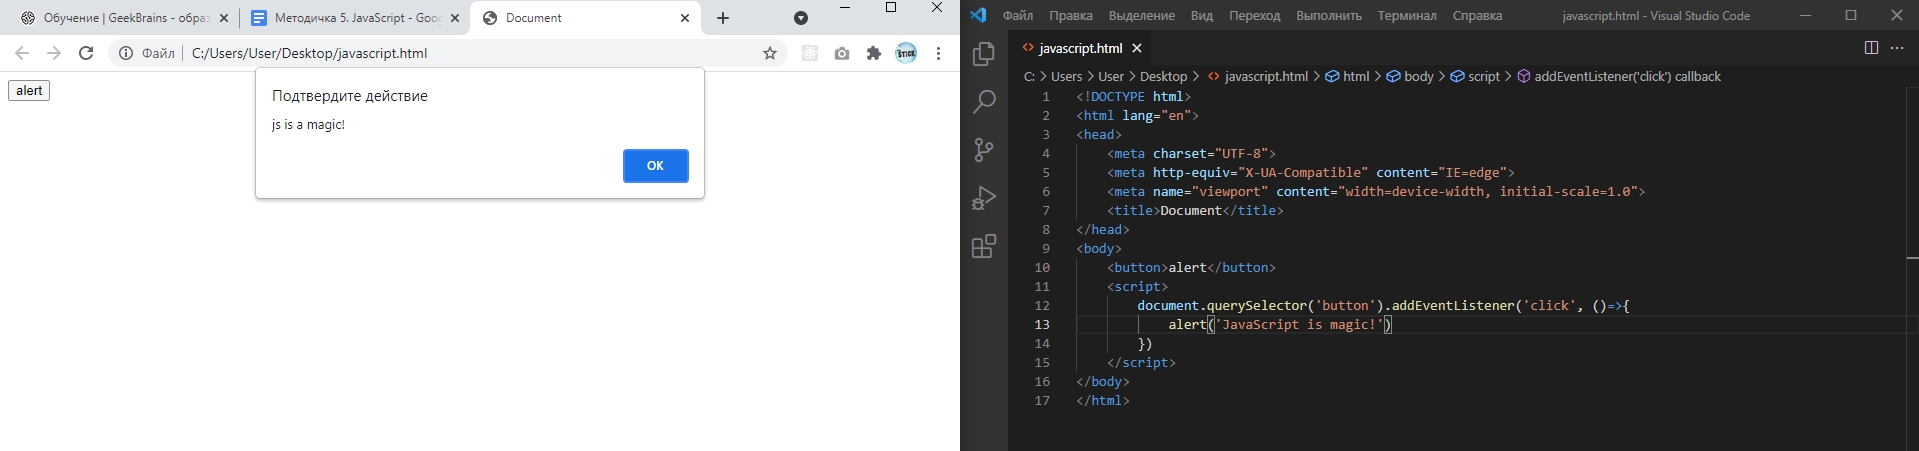 Обучение | GeekBrains - образ
Методичка 5. JavaScript - Goog
Document
Файл | C:/Users/User/Desktop/javascript.html
alert
Подтвердите действие
js is a magic!
OK
Файл Правка Выделение Вид Переход Выполнить Терминал Справка
javascript.html - Visual Studio Code
javascript.html
C: > Users > User > Desktop > javascript.html > html > body > script > addEventListener('click') callback
1 <!DOCTYPE html>
2 <html lang="en">
3 <head>
4 <meta charset="UTF-8">
5 <meta http-equiv="X-UA-Compatible" content="IE=edge">
6 <meta name="viewport" content="width=device-width, initial-scale=1.0">
7 <title>Document</title>
8 </head>
9 <body>
10 <button>alert</button>
11 <script>
12 document.querySelector('button').addEventListener('click', ()=>{
13 alert('JavaScript is magic!')
14 })
15 </script>
16 </body>
17 </html>